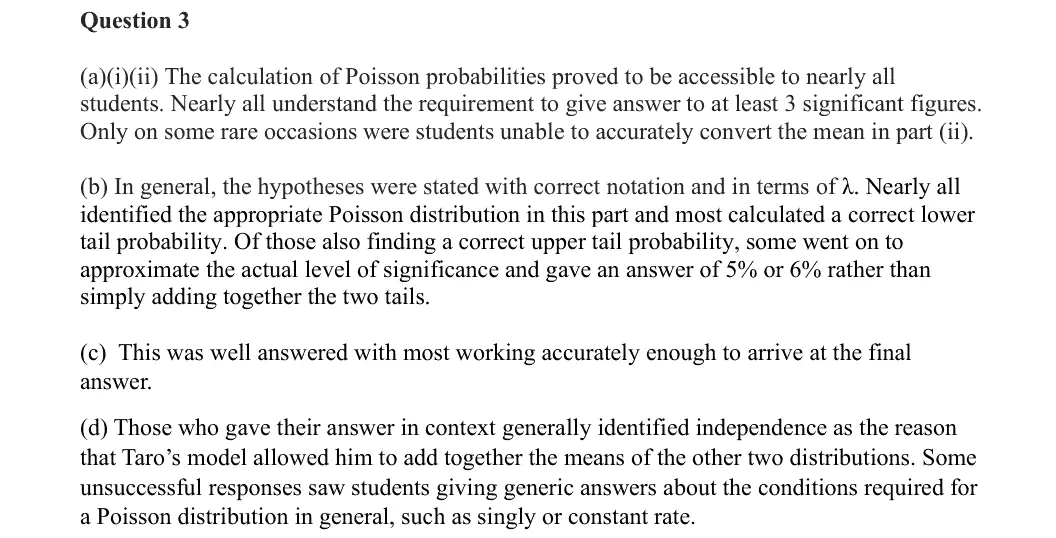 Question 3
(a)(i)(ii) The calculation of Poisson probabilities proved to be accessible to nearly all
students. Nearly all understand the requirement to give answer to at least 3 significant figures.
Only on some rare occasions were students unable to accurately convert the mean in part (ii).
(b) In general, the hypotheses were stated with correct notation and in terms of λ. Nearly all
identified the appropriate Poisson distribution in this part and most calculated a correct lower
tail probability. Of those also finding a correct upper tail probability, some went on to
approximate the actual level of significance and gave an answer of 5% or 6% rather than
simply adding together the two tails.
(c)  This was well answered with most working accurately enough to arrive at the final
answer.
(d) Those who gave their answer in context generally identified independence as the reason
that Taro’s model allowed him to add together the means of the other two distributions. Some
unsuccessful responses saw students giving generic answers about the conditions required for
a Poisson distribution in general, such as singly or constant rate.